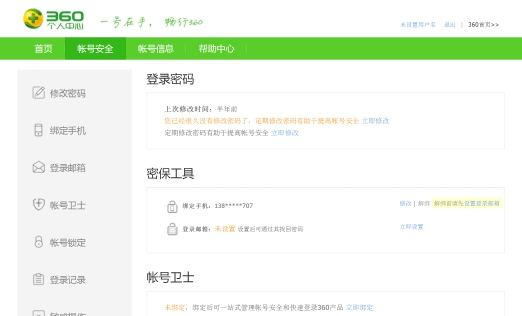 360
个人中心
一号在手，畅行360
未设置用户名 退出 | 360首页>>
首页 帐号安全 帐号信息 帮助中心
修改密码
绑定手机
登录邮箱
帐号卫士
帐号锁定
登录记录
敏感操作
登录密码
上次修改时间：半年前
您已经很久没有修改密码了，定期修改密码有助于提高帐号安全 立即修改
定期修改密码有助于提高帐号安全 立即修改
密保工具
绑定手机：138*****707 修改 | 解绑 解绑前请先设置登录邮箱
登录邮箱：未设置 设置后可通过其找回密码 立即设置
帐号卫士
未绑定：绑定后可一站式管理帐号安全和快速登录360产品 立即绑定